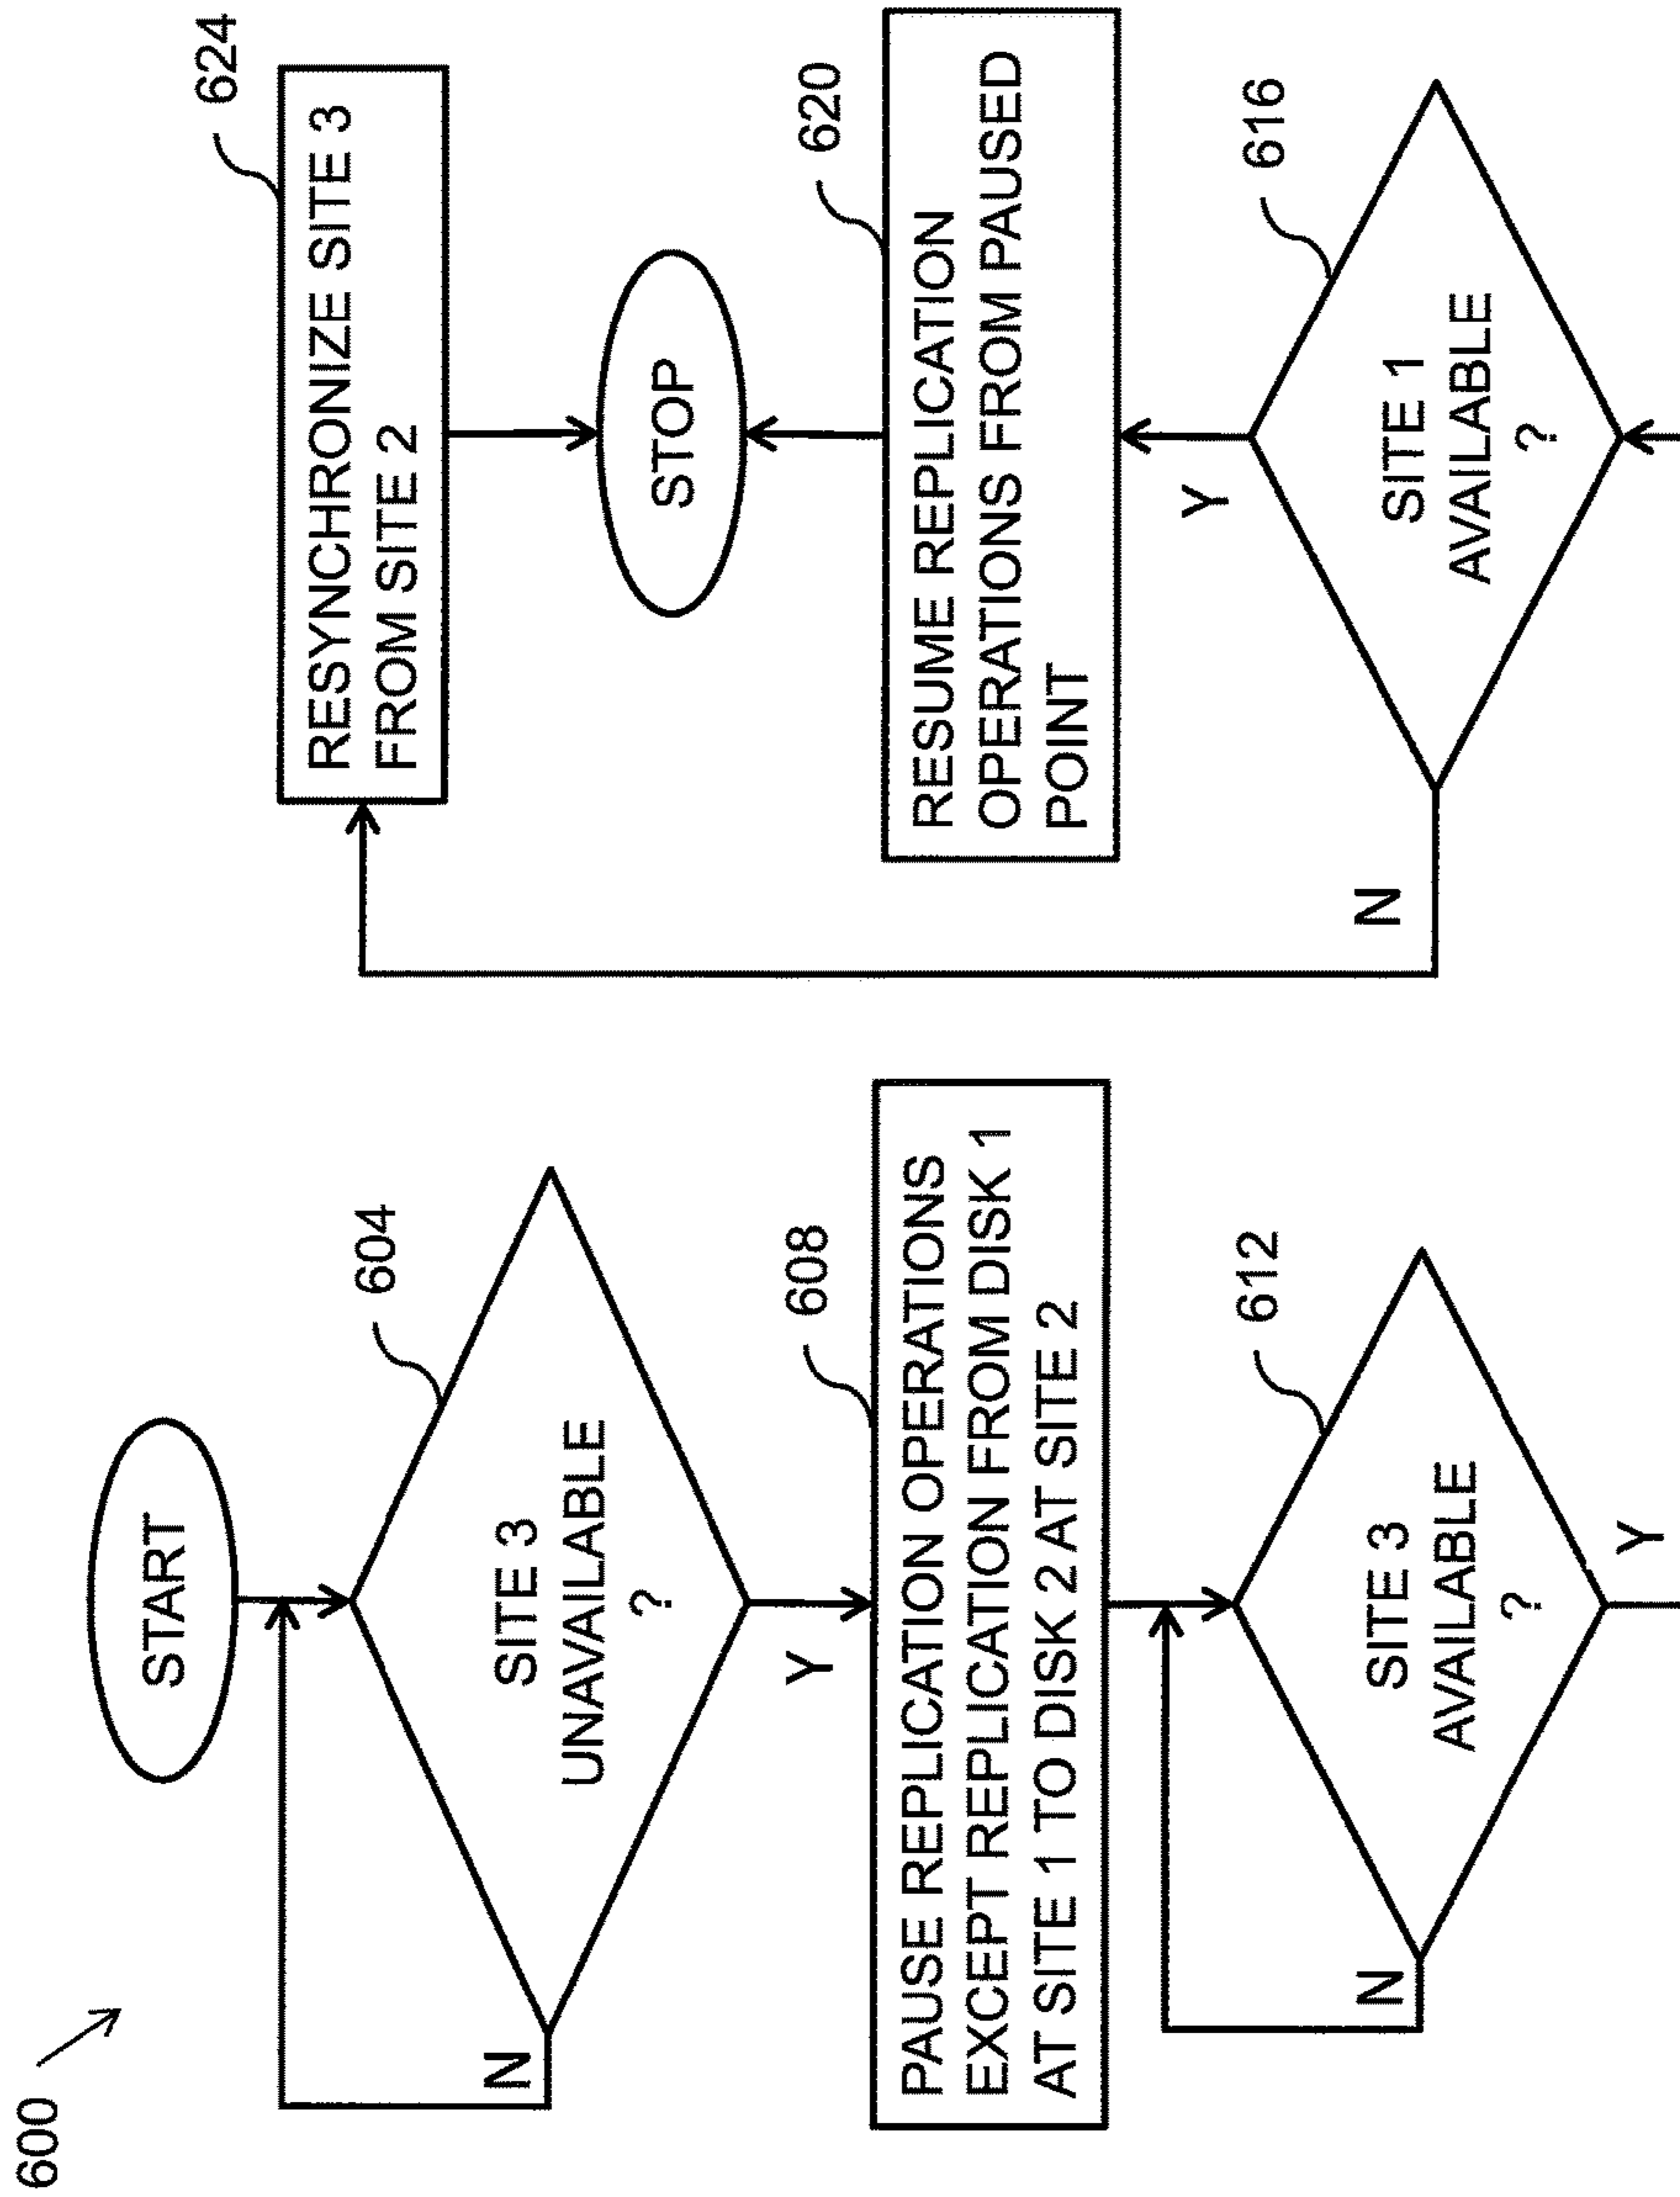 600
START
604
SITE 3
UNAVAILABLE
?
N
Y
608
PAUSE REPLICATION OPERATIONS
EXCEPT REPLICATION FROM DISK 1
AT SITE 1 TO DISK 2 AT SITE 2
612
SITE 3
AVAILABLE
?
N
Y
624
RESYNCHRONIZE SITE 3
FROM SITE 2
STOP
620
RESUME REPLICATION
OPERATIONS FROM PAUSED
POINT
Y
616
SITE 1
AVAILABLE
?
N